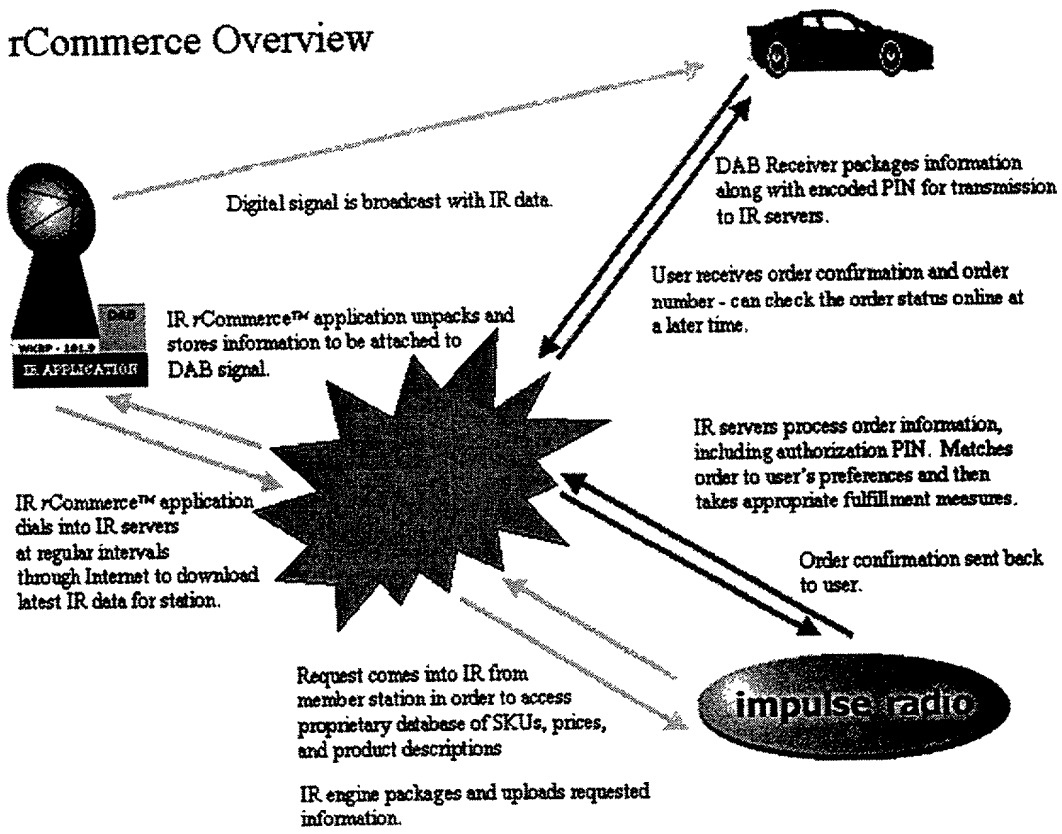 rCommerce Overview
DAB Receiver packages information
along with encoded PIN for transmission
to IR servers.
Digital signal is broadcast with IR data.
User receives order confirmation and order
number - can check the order status online at
a later time.
DAB
WKRP - 101.9
IR APPLICATION
IR rCommerce™ application unpacks and
stores information to be attached to
DAB signal.
IR servers process order information,
including authorization PIN. Matches
order to user's preferences and then
takes appropriate fulfillment measures.
IR rCommerce™ application
dials into IR servers
at regular intervals
through Internet to download
latest IR data for station.
Order confirmation sent back
to user.
Request comes into IR from
member station in order to access
proprietary database of SKUs, prices,
and product descriptions
impulse radio
IR engine packages and uploads requested
information.